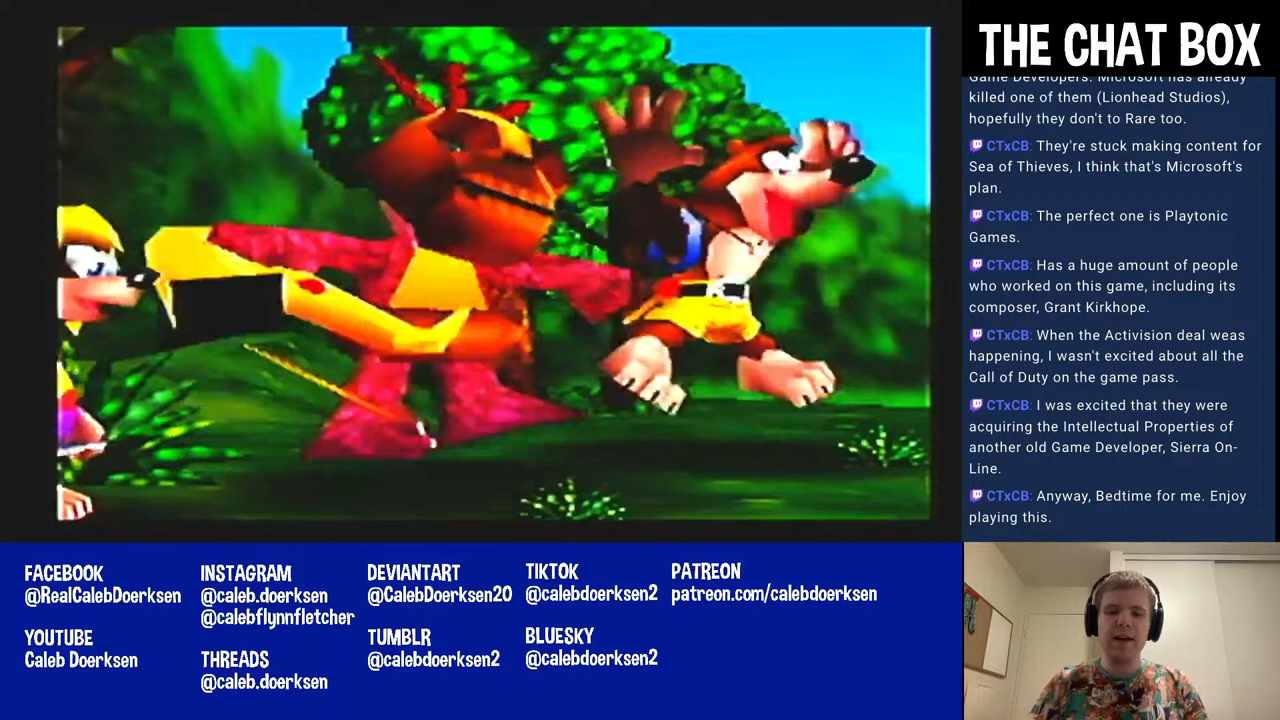 THE CHAT BOX
Game Developers. Microsoft has already
killed one of them (Lionhead Studios),
hopefully they don't to Rare too.
CTxCB: They're stuck making content for
Sea of Thieves, I think that's Microsoft's
plan.
CTxCB: The perfect one is Playtonic
Games.
CTxCB: Has a huge amount of people
who worked on this game, including its
composer, Grant Kirkhope.
CTxCB: When the Activision deal weas
happening, I wasn't excited about all the
Call of Duty on the game pass.
CTxCB: I was excited that they were
acquiring the Intellectual Properties of
another old Game Developer, Sierra On-
Line.
CTxCB: Anyway, Bedtime for me. Enjoy
playing this.
FACEBOOK
@RealCalebDoerksen
YOUTUBE
Caleb Doerksen
INSTAGRAM
@caleb.doerksen
@calebflynnfletcher
THREADS
@caleb.doerksen
DEVIANTART
@CalebDoerksen20
TUMBLR
@calebdoerksen2
TIKTOK
@calebdoerksen2
BLUESKY
@calebdoerksen2
PATREON
patreon.com/calebdoerksen